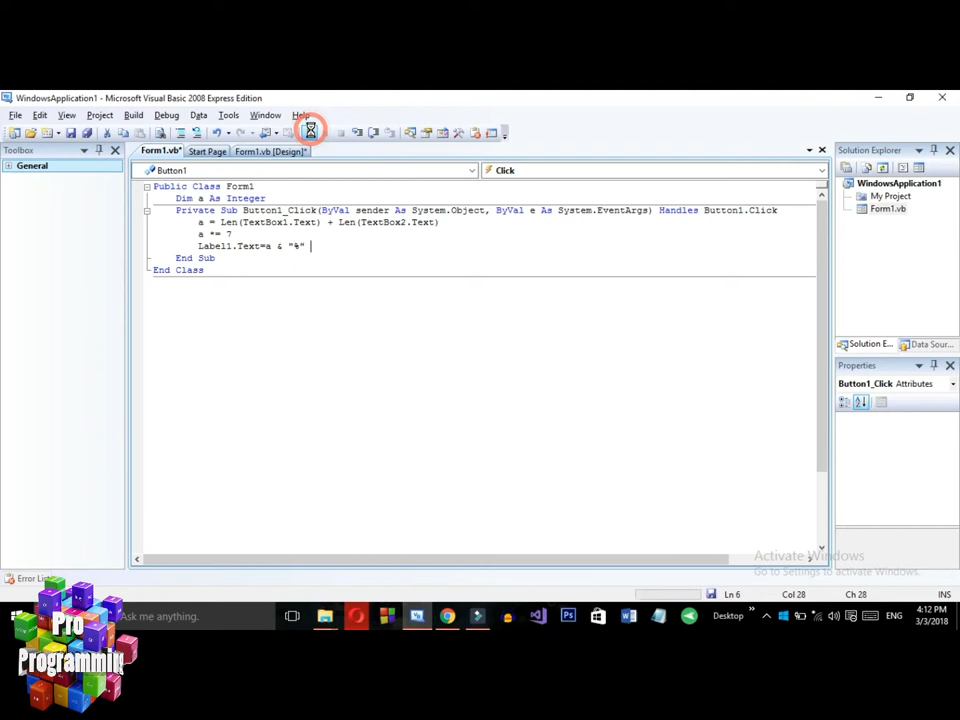 WindowsApplication1 - Microsoft Visual Basic 2008 Express Edition
File Edit View Project Build Debug Data Tools Window Help
Toolbox
General
Form1.vb* Start Page Form1.vb [Design]*
Button1
Click
Public Class Form1
Dim a As Integer
Private Sub Button1_Click(ByVal sender As System.Object, ByVal e As System.EventArgs) Handles Button1.Click
a = Len(TextBox1.Text) + Len(TextBox2.Text)
a *= 7
Label1.Text=a & "%"
End Sub
End Class
Solution Explorer
WindowsApplication1
My Project
Form1.vb
Solution E...
Data Sour...
Properties
Button1_Click Attributes
Activate Windows
Go to Settings to activate Windows.
Error List
Ln 6 Col 28 Ch 28 INS
Ask me anything
Desktop
ENG
4:12 PM
3/3/2018
Pro
Programming